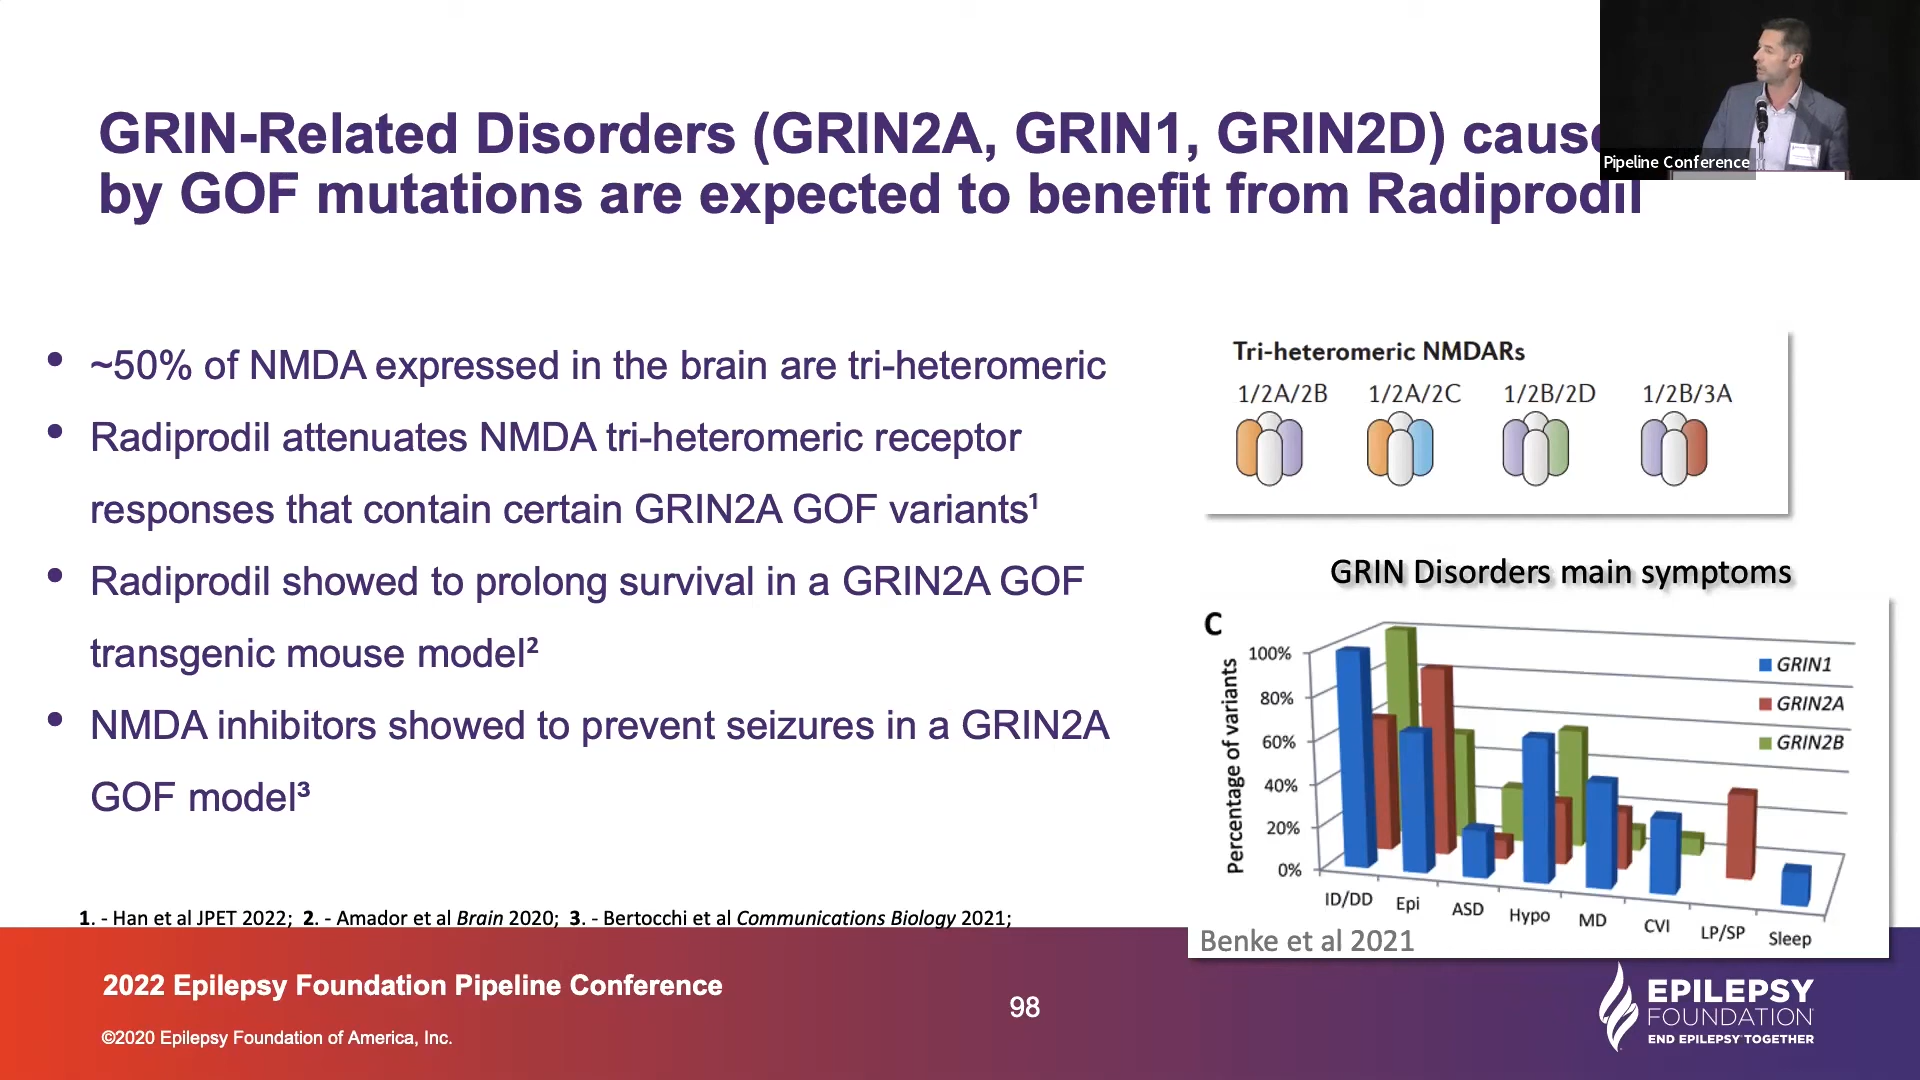 GRIN-Related Disorders (GRIN2A, GRIN1, GRIN2D)
by GOF mutations are expected to benefit from Radiprodil
Pipeline Conference
• ~50% of NMDA expressed in the brain are tri-heteromeric
• Radiprodil attenuates NMDA tri-heteromeric receptor
responses that contain certain GRIN2A GOF variants¹
• Radiprodil showed to prolong survival in a GRIN2A GOF
transgenic mouse model²
• NMDA inhibitors showed to prevent seizures in a GRIN2A
GOF model³
1. - Han et al JPET 2022; 2. - Amador et al Brain 2020; 3. - Bertocchi et al Communications Biology 2021;
Tri-heteromeric NMDARs
1/2A/2B 1/2A/2C 1/2B/2D 1/2B/3A
GRIN Disorders main symptoms
C
Percentage of variants
100%
80%
60%
40%
20%
0%
GRIN1
GRIN2A
GRIN2B
ID/DD Epi ASD Hypo MD CVI LP/SP Sleep
Benke et al 2021
2022 Epilepsy Foundation Pipeline Conference
©2020 Epilepsy Foundation of America, Inc.
98
EPILEPSY
FOUNDATION
END EPILEPSY TOGETHER